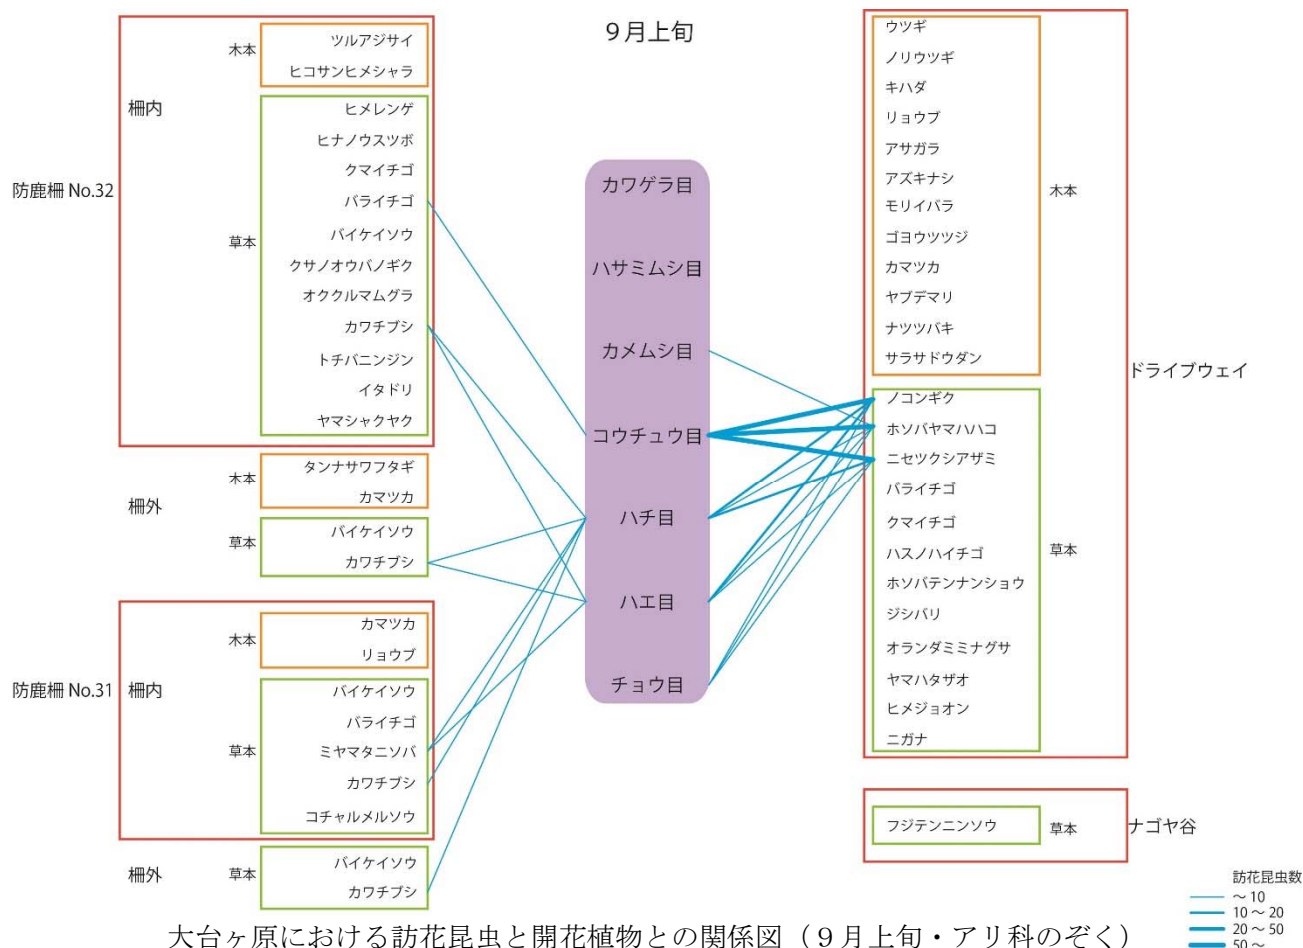 9月上旬
防鹿柵 No.32
柵内
木本
ツルアジサイ
ヒコサンヒメシャラ
草本
ヒメレンゲ
ヒナノウスツボ
クマイチゴ
バライチゴ
バイケイソウ
クサノオウバノギク
オククルマムグラ
カワチブシ
トチバニンジン
イタドリ
ヤマシャクヤク
柵外
木本
タンナサワフタギ
カマツカ
草本
バイケイソウ
カワチブシ
防鹿柵 No.31
柵内
木本
カマツカ
リョウブ
草本
バイケイソウ
バライチゴ
ミヤマタニソバ
カワチブシ
コチャルメルソウ
柵外
草本
バイケイソウ
カワチブシ
カワゲラ目
ハサミムシ目
カメムシ目
コウチュウ目
ハチ目
ハエ目
チョウ目
ウツギ
ノリウツギ
キハダ
リョウブ
アサガラ
アズキナシ
モリイバラ
ゴヨウツツジ
カマツカ
ヤブデマリ
ナツツバキ
サラサドウダン
木本
ノコンギク
ホソバヤマハハコ
ニセツクシアザミ
バライチゴ
クマイチゴ
ハスノハイチゴ
ホソバテンナンショウ
ジシバリ
オランダミミナグサ
ヤマハタザオ
ヒメジョオン
ニガナ
草本
ドライブウェイ
フジテンニンソウ
草本
ナゴヤ谷
訪花昆虫数
～10
10～20
20～50
50～
大台ヶ原における訪花昆虫と開花植物との関係図（９月上旬・アリ科のぞく）